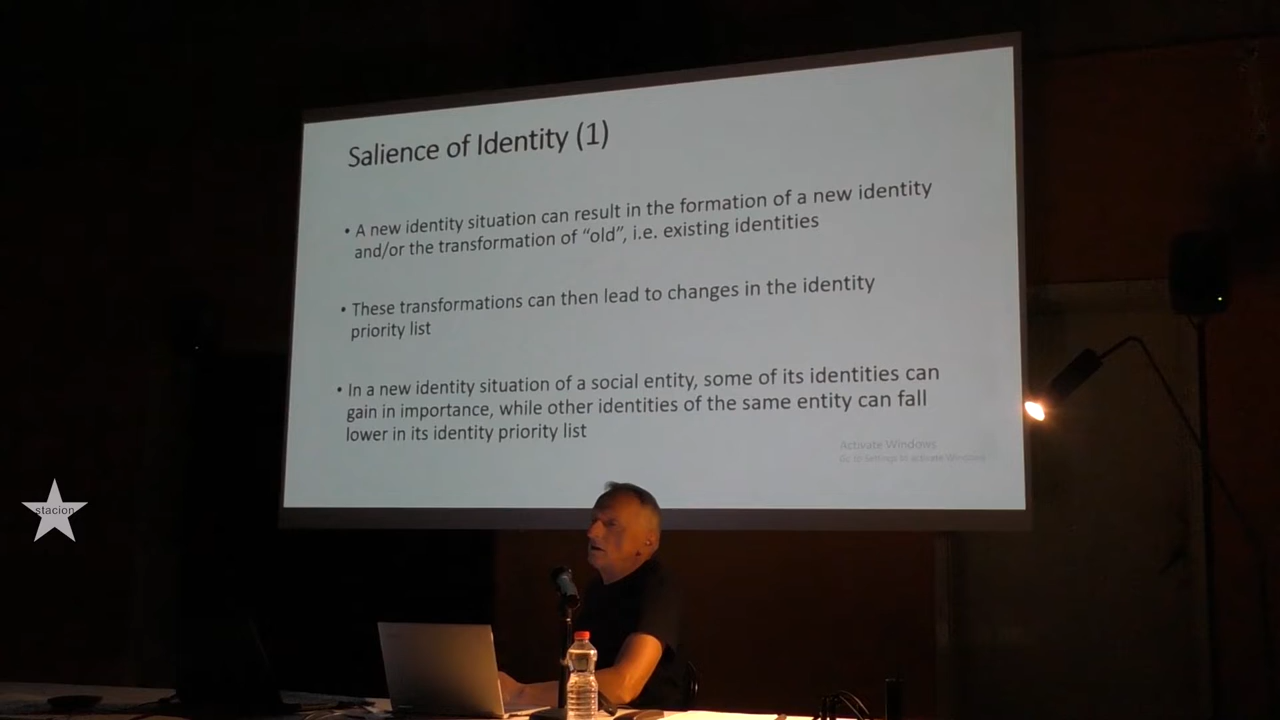 Salience of Identity (1)
• A new identity situation can result in the formation of a new identity
and/or the transformation of “old”, i.e. existing identities
• These transformations can then lead to changes in the identity
priority list
• In a new identity situation of a social entity, some of its identities can
gain in importance, while other identities of the same entity can fall
lower in its identity priority list
Activate Windows
Go to Settings to activate Windows.
stacion